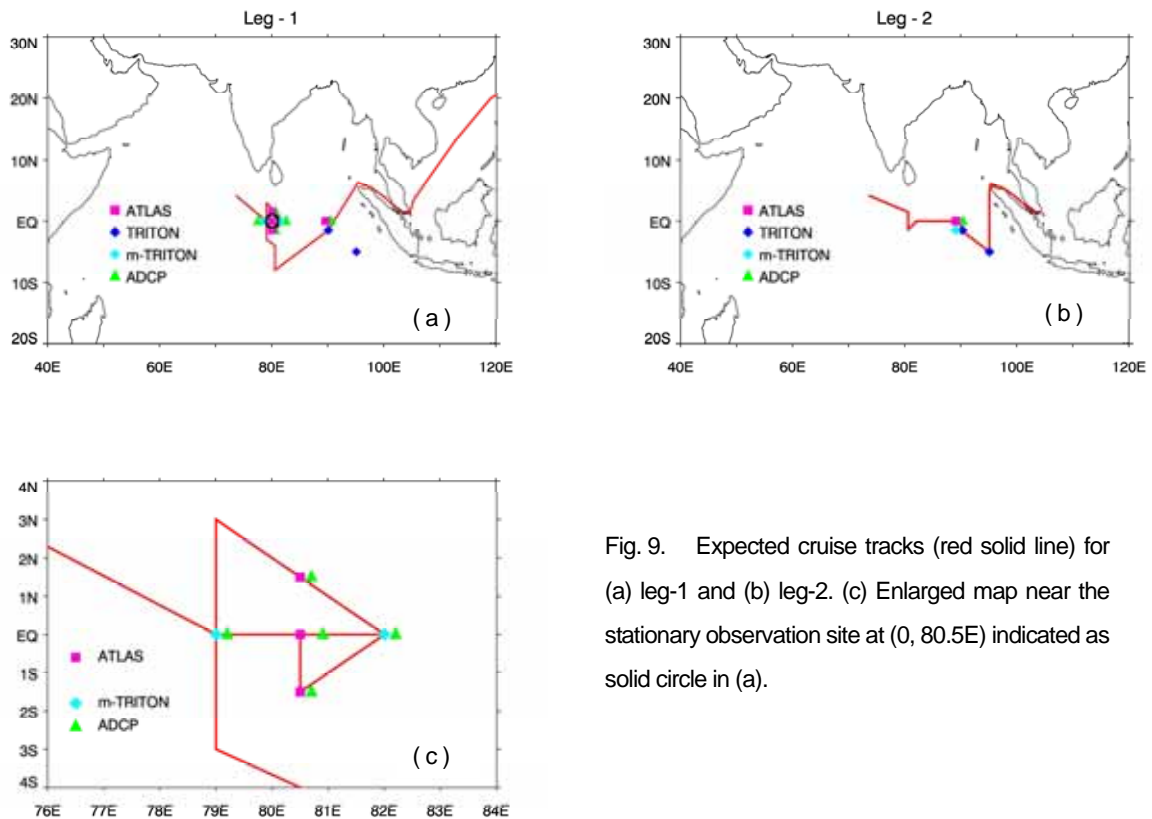 Leg - 1
30N
20N
10N
EQ
10S
20S
ATLAS
TRITON
m-TRITON
ADCP
(a)
40E 60E 80E 100E 120E
Leg - 2
30N
20N
10N
EQ
10S
20S
ATLAS
TRITON
m-TRITON
ADCP
(b)
40E 60E 80E 100E 120E
4N
3N
2N
1N
EQ
1S
2S
3S
4S
ATLAS
m-TRITON
ADCP
(c)
76E 77E 78E 79E 80E 81E 82E 83E 84E
Fig. 9. Expected cruise tracks (red solid line) for
(a) leg-1 and (b) leg-2. (c) Enlarged map near the
stationary observation site at (0, 80.5E) indicated as
solid circle in (a).